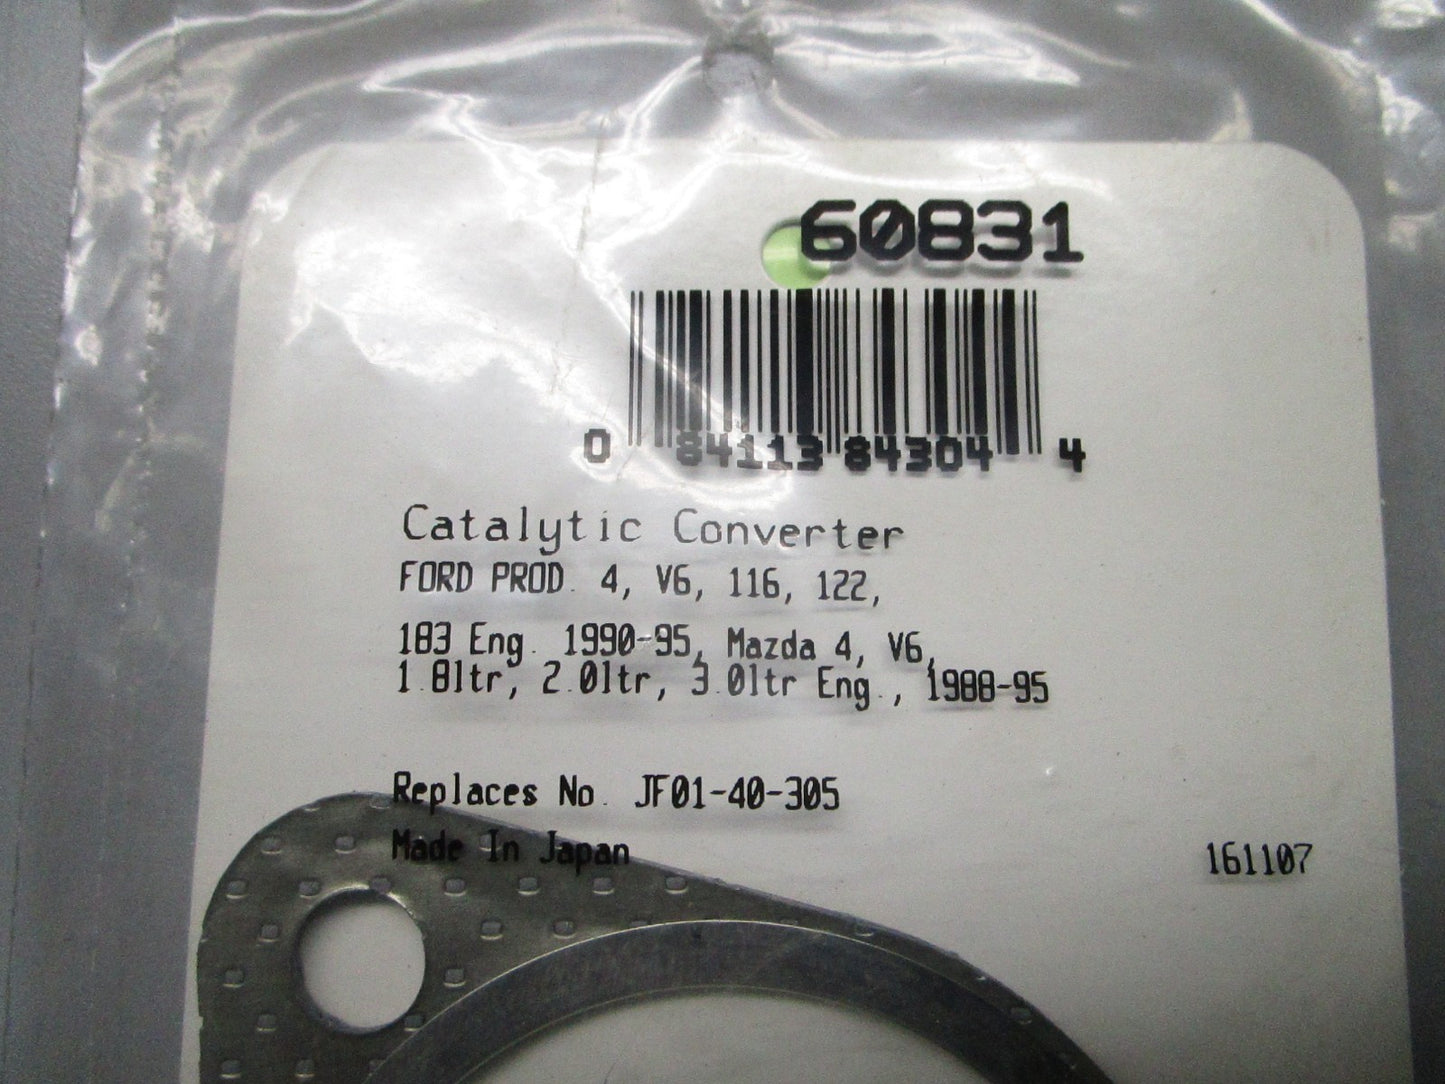 60831
0 84113 84304 4
Catalytic Converter
FORD PROD. 4, V6, 116, 122,
183 Eng. 1990-95, Mazda 4, V6,
1.8ltr, 2.0ltr, 3.0ltr Eng., 1988-95
Replaces No. JF01-40-305
Made In Japan
161107